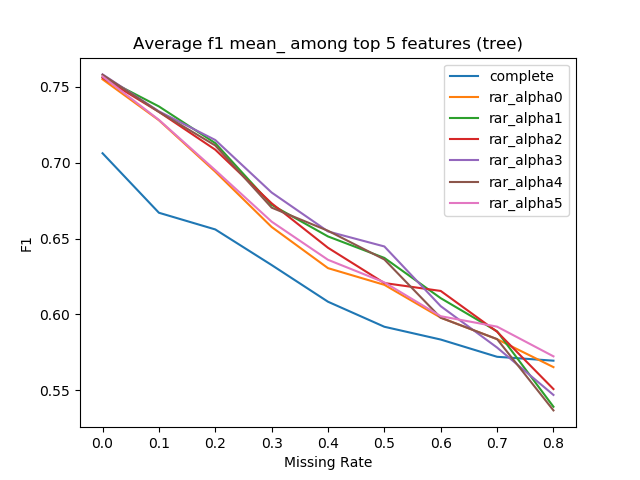 Average f1 mean_ among top 5 features (tree)
complete
rar_alpha0
rar_alpha1
rar_alpha2
rar_alpha3
rar_alpha4
rar_alpha5
0.75
0.70
0.65
0.60
0.55
F1
0.0 0.1 0.2 0.3 0.4 0.5 0.6 0.7 0.8
Missing Rate